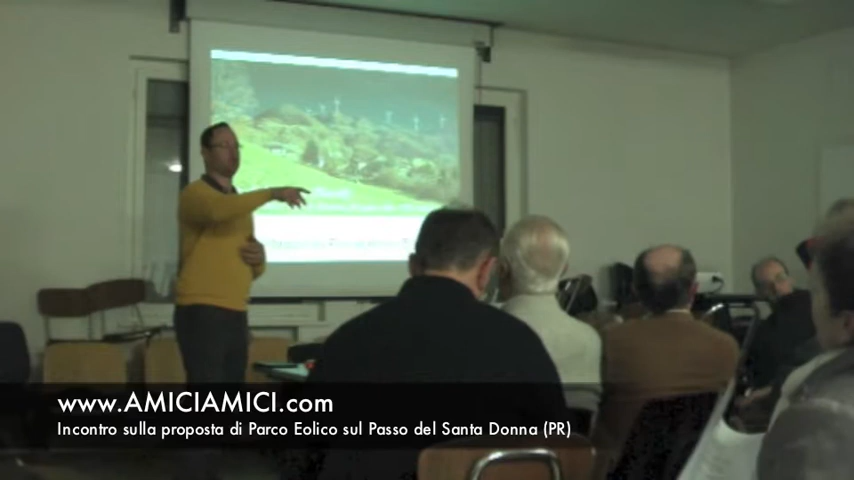 www.AMICIAMICI.com
Incontro sulla proposta di Parco Eolico sul Passo del Santa Donna (PR)